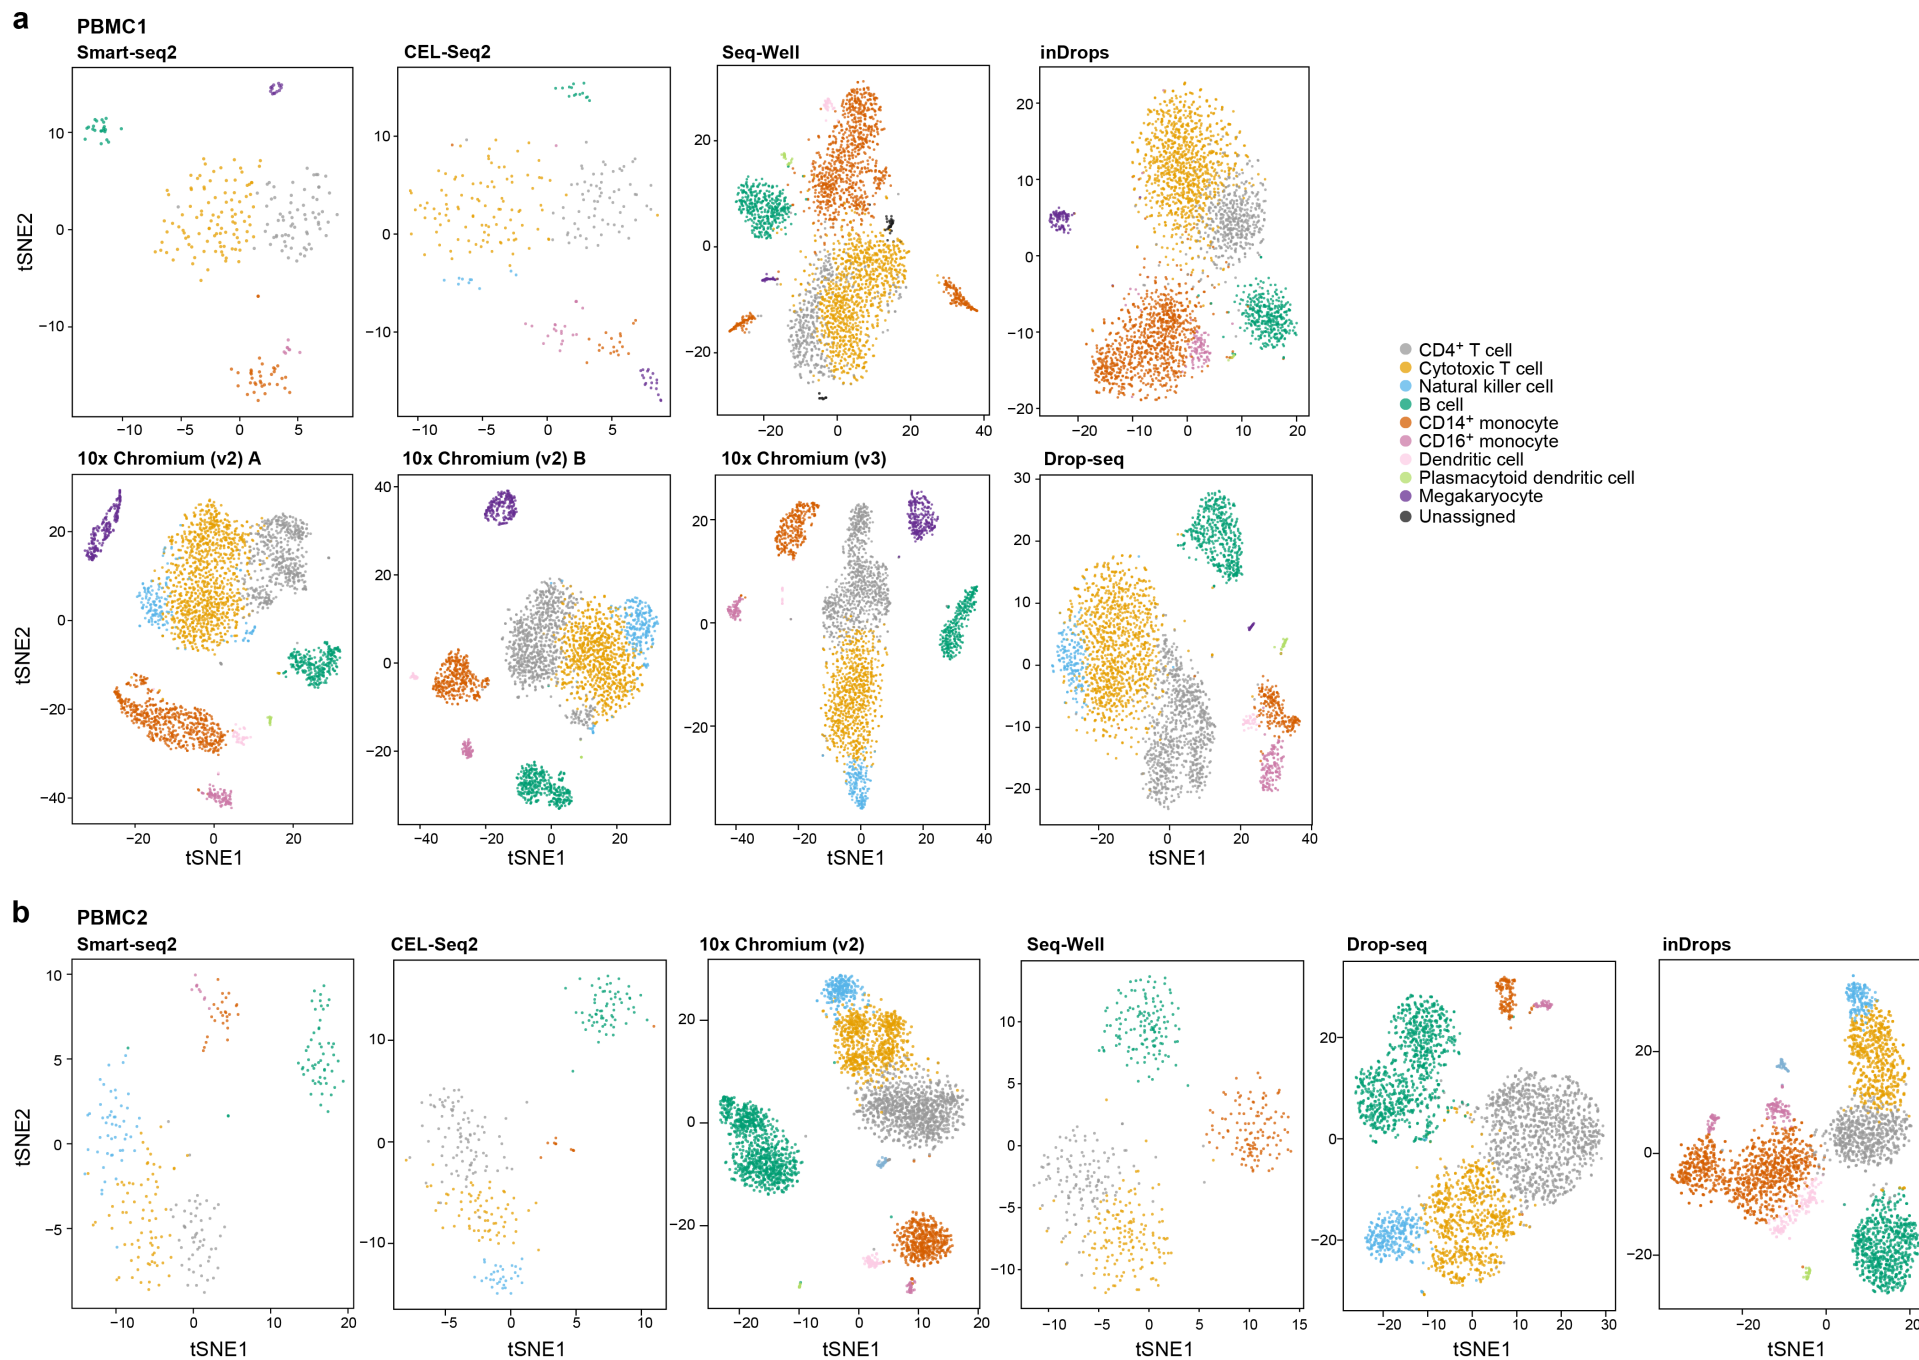 a
PBMC1
Smart-seq2
CEL-Seq2
Seq-Well
inDrops
tSNE2
10
0
−10
−10
−5
0
5
10
0
−10
−10
−5
0
5
20
0
−20
−20
0
20
40
20
10
0
−10
−20
−20
−10
0
10
20
CD4+ T cell
Cytotoxic T cell
Natural killer cell
B cell
CD14+ monocyte
CD16+ monocyte
Dendritic cell
Plasmacytoid dendritic cell
Megakaryocyte
Unassigned
10x Chromium (v2) A
10x Chromium (v2) B
10x Chromium (v3)
Drop-seq
tSNE2
20
0
−20
−40
−20
0
20
tSNE1
40
20
0
−20
−40
−20
0
20
tSNE1
20
0
−20
−40
−20
0
20
40
tSNE1
30
20
10
0
−10
−20
−20
0
20
40
tSNE1
b
PBMC2
Smart-seq2
CEL-Seq2
10x Chromium (v2)
Seq-Well
Drop-seq
inDrops
tSNE2
10
5
0
−5
−10
0
10
20
tSNE1
10
0
−10
−5
0
5
10
tSNE1
20
0
−20
−20
−10
0
10
20
tSNE1
10
5
0
−5
−10
−10
−5
0
5
10
15
tSNE1
20
0
−20
−20
−10
0
10
20
30
tSNE1
20
0
−20
−20
0
20
tSNE1